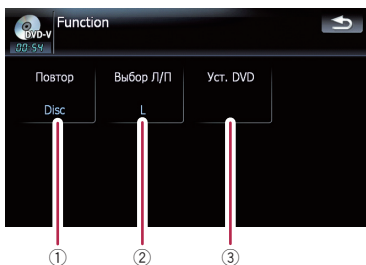 Function
DVD-V
00.54
Повтор Выбор Л/П Уст. DVD
Disc L
① ② ③